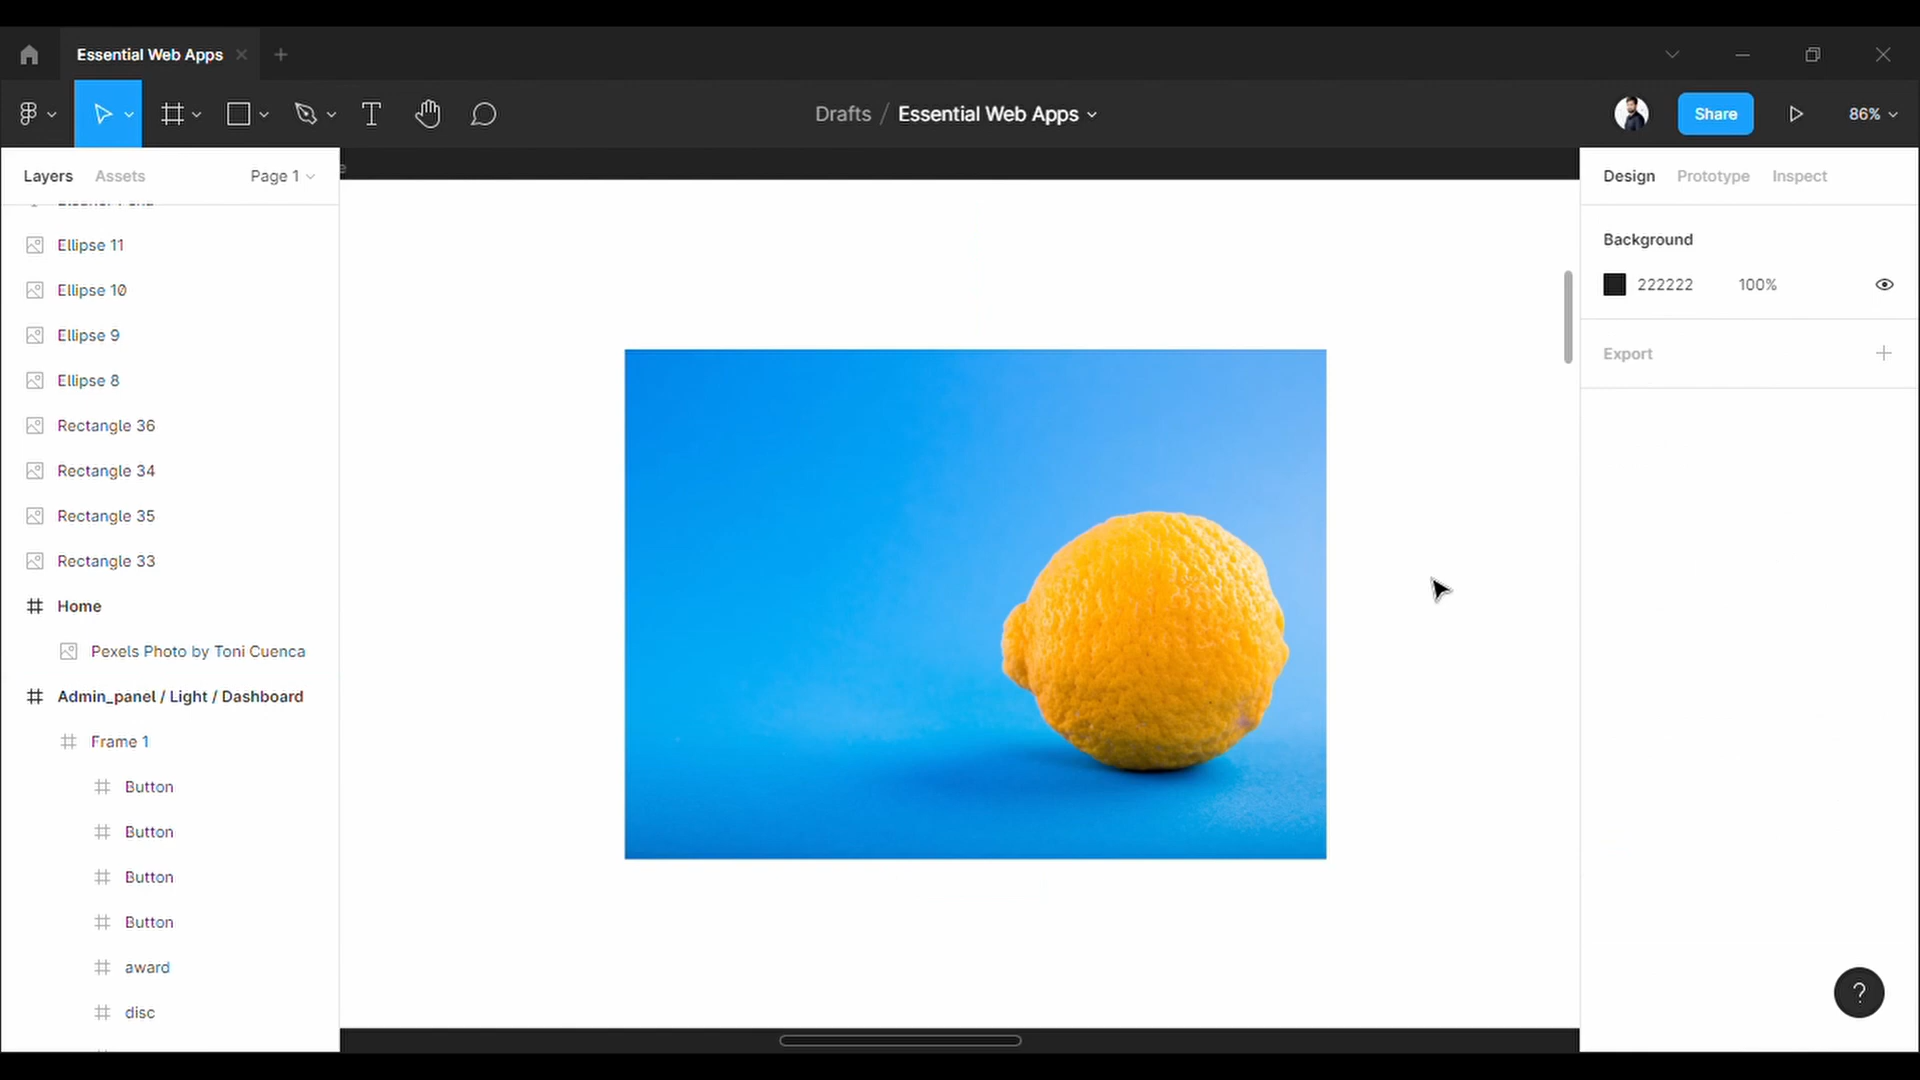 Essential Web Apps
Drafts / Essential Web Apps
Share
86%
Layers
Assets
Page 1
Ellipse 11
Ellipse 10
Ellipse 9
Ellipse 8
Rectangle 36
Rectangle 34
Rectangle 35
Rectangle 33
Home
Pexels Photo by Toni Cuenca
Admin_panel / Light / Dashboard
Frame 1
Button
Button
Button
Button
award
disc
Design
Prototype
Inspect
Background
222222
100%
Export
?